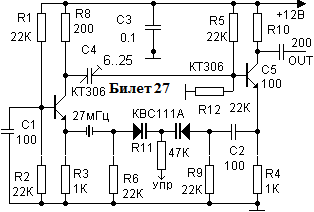 R1
22K
R8
200
C3
0.1
R5
22K
+12В
R10
C4
6..25
200
OUT
КТ306
Билет 27
КТ306
C5
100
R12
22K
C1
100
27мГц
КВС111А
R11
47K
Упр
C2
100
R2
22K
R3
1K
R6
22K
R9
22K
R4
1K